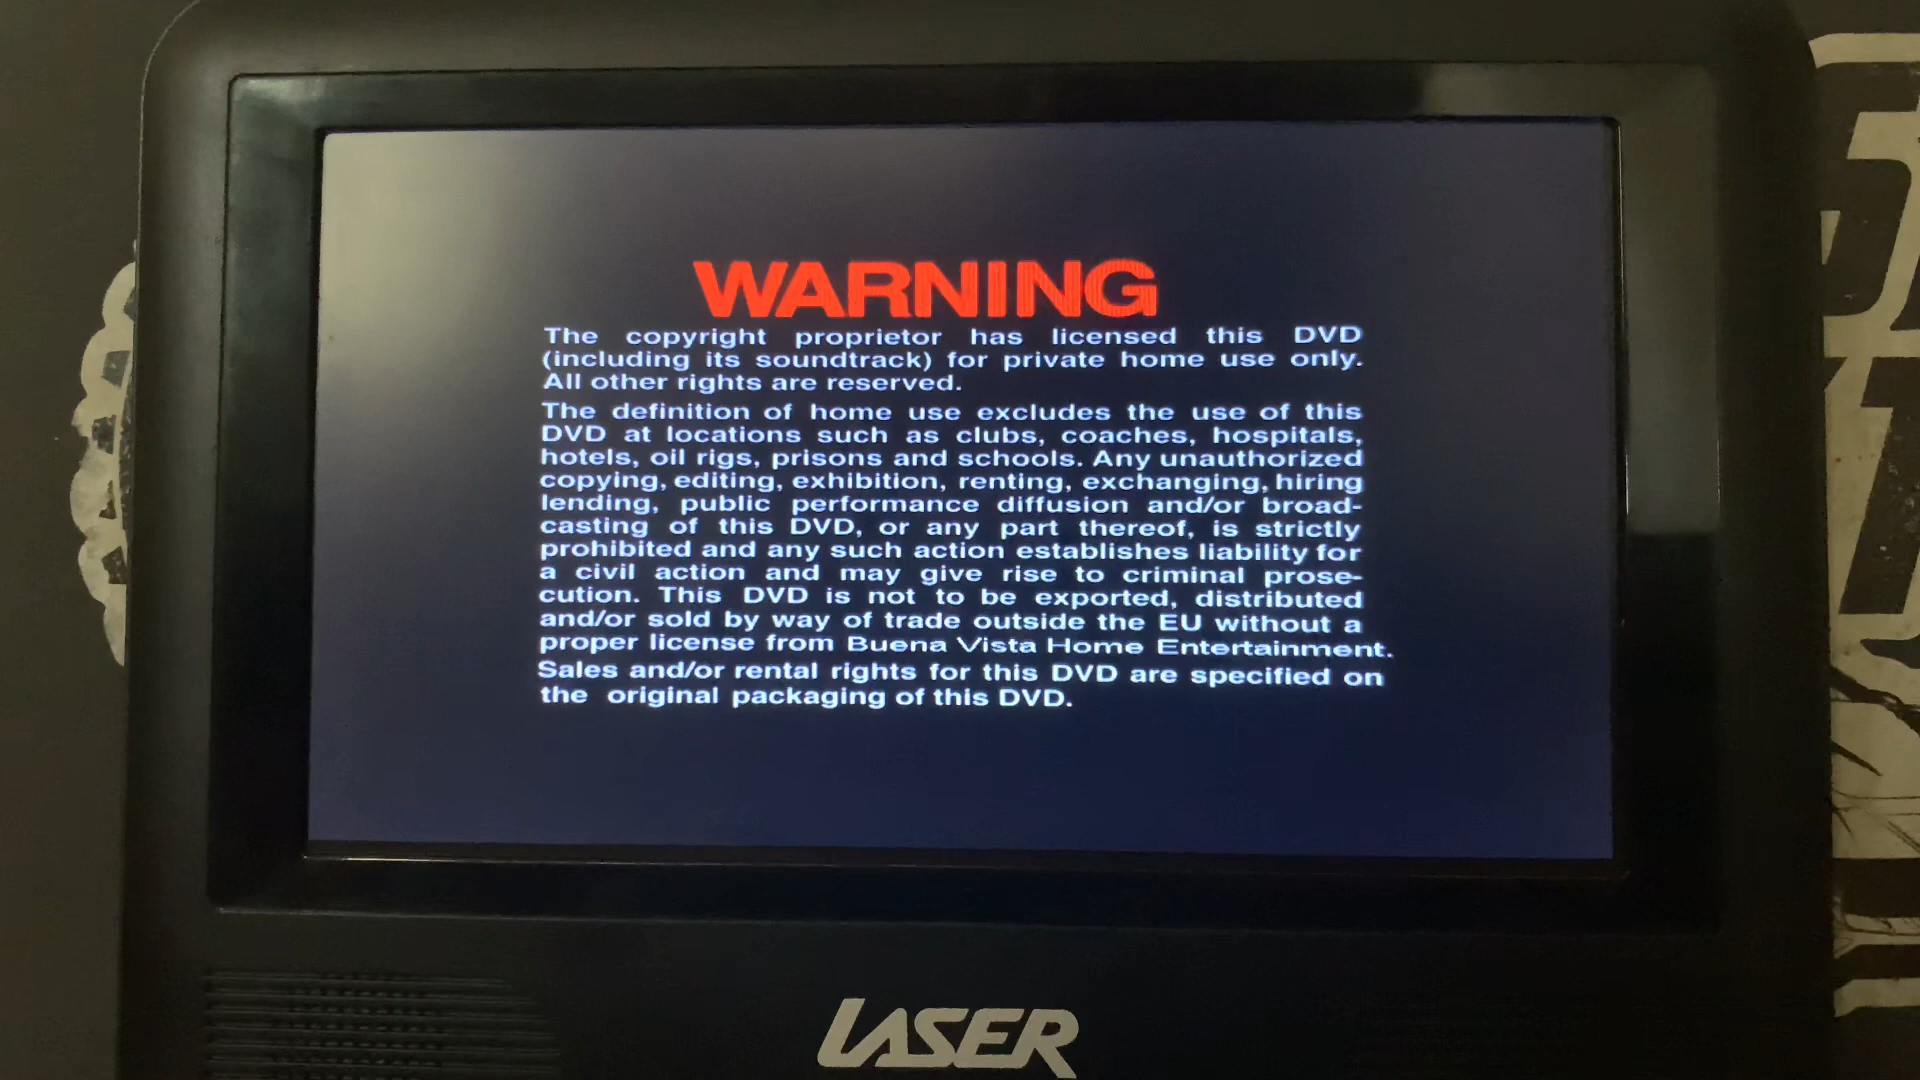 WARNING
The copyright proprietor has licensed this DVD
(including its soundtrack) for private home use only.
All other rights are reserved.
The definition of home use excludes the use of this
DVD at locations such as clubs, coaches, hospitals,
hotels, oil rigs, prisons and schools. Any unauthorized
copying, editing, exhibition, renting, exchanging, hiring
lending, public performance diffusion and/or broad-
casting of this DVD, or any part thereof, is strictly
prohibited and any such action establishes liability for
a civil action and may give rise to criminal prose-
cution. This DVD is not to be exported, distributed
and/or sold by way of trade outside the EU without a
proper license from Buena Vista Home Entertainment.
Sales and/or rental rights for this DVD are specified on
the original packaging of this DVD.
LASER